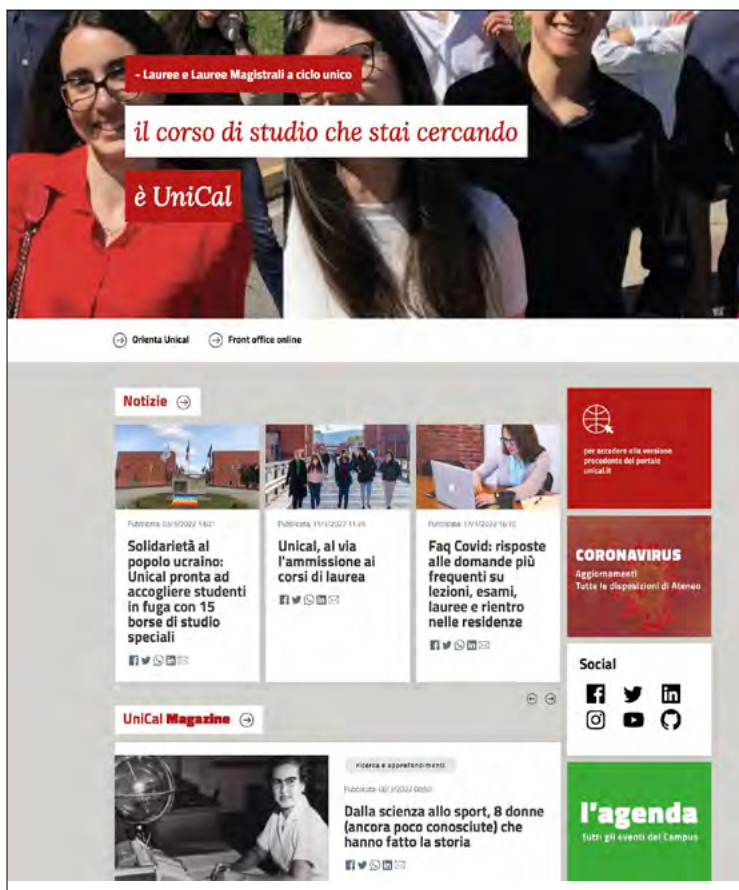 - Lauree e Lauree Magistrali a ciclo unico
il corso di studio che stai cercando
è UniCal
Orienta Unical
Front office online
Notizie
Solidarietà al
popolo ucraino:
Unical pronta ad
accogliere studenti
in fuga con 15
borse di studio
speciali
Unical, al via
l'ammissione ai
corsi di laurea
Faq Covid: risposte
alle domande più
frequenti su
lezioni, esami,
lauree e rientro
nelle residenze
per accedere alla versione
precedente del portale
unical.it
CORONAVIRUS
Aggiornamenti
Tutte le disposizioni di Ateneo
Social
UniCal Magazine
ricerca e approfondimenti
Dalla scienza allo sport, 8 donne
(ancora poco conosciute) che
hanno fatto la storia
l'agenda
tutti gli eventi del Campus